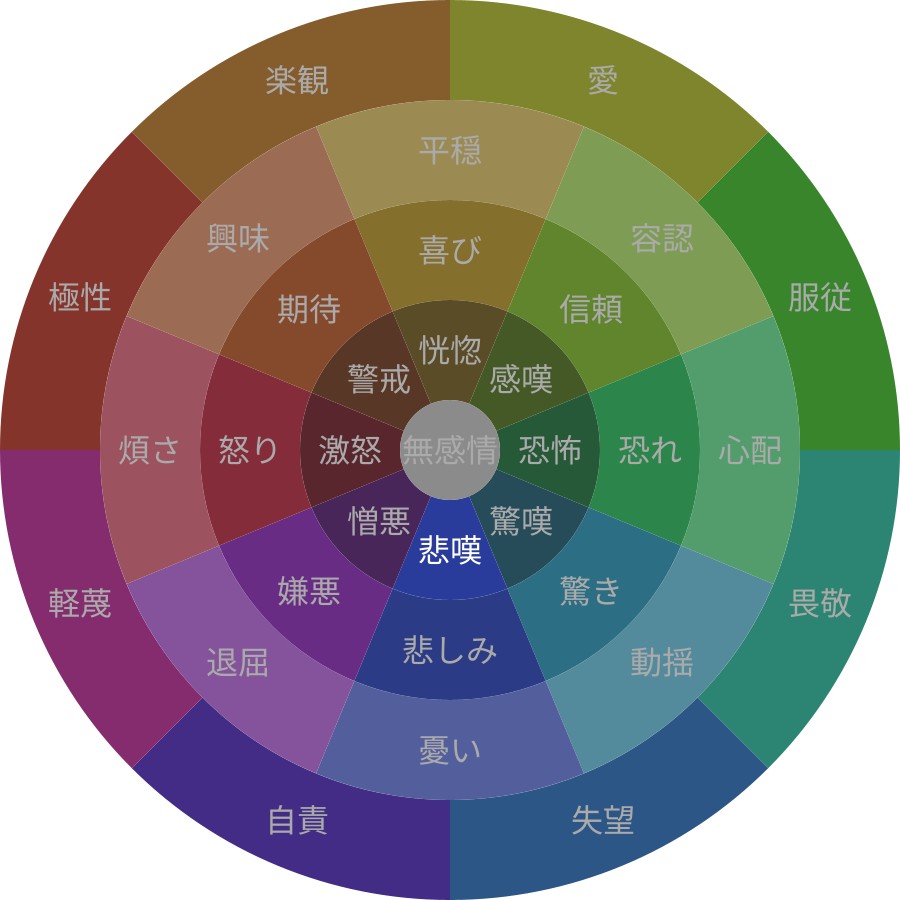 楽観
愛
平穏
興味
容認
喜び
極性
期待
信頼
服従
恍惚
警戒
感嘆
煩さ
怒り
激怒
無感情
恐怖
恐れ
心配
憎悪
驚嘆
悲嘆
軽蔑
嫌悪
驚き
畏敬
悲しみ
退屈
動揺
憂い
自責
失望